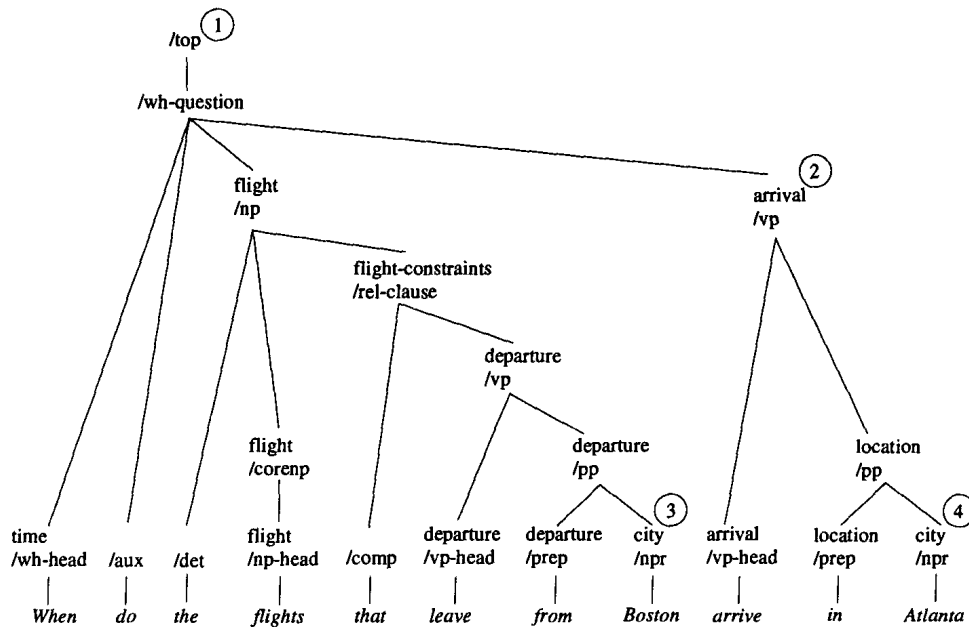 /top 1
/wh-question
flight
/np
arrival 2
/vp
flight-constraints
/rel-clause
departure
/vp
flight
/corenp
departure
/pp
location
/pp
time
/wh-head
/aux
/det
flight
/np-head
/comp
departure
/vp-head
departure
/prep
city 3
/npr
arrival
/vp-head
location
/prep
city 4
/npr
When do the flights that leave from Boston arrive in Atlanta